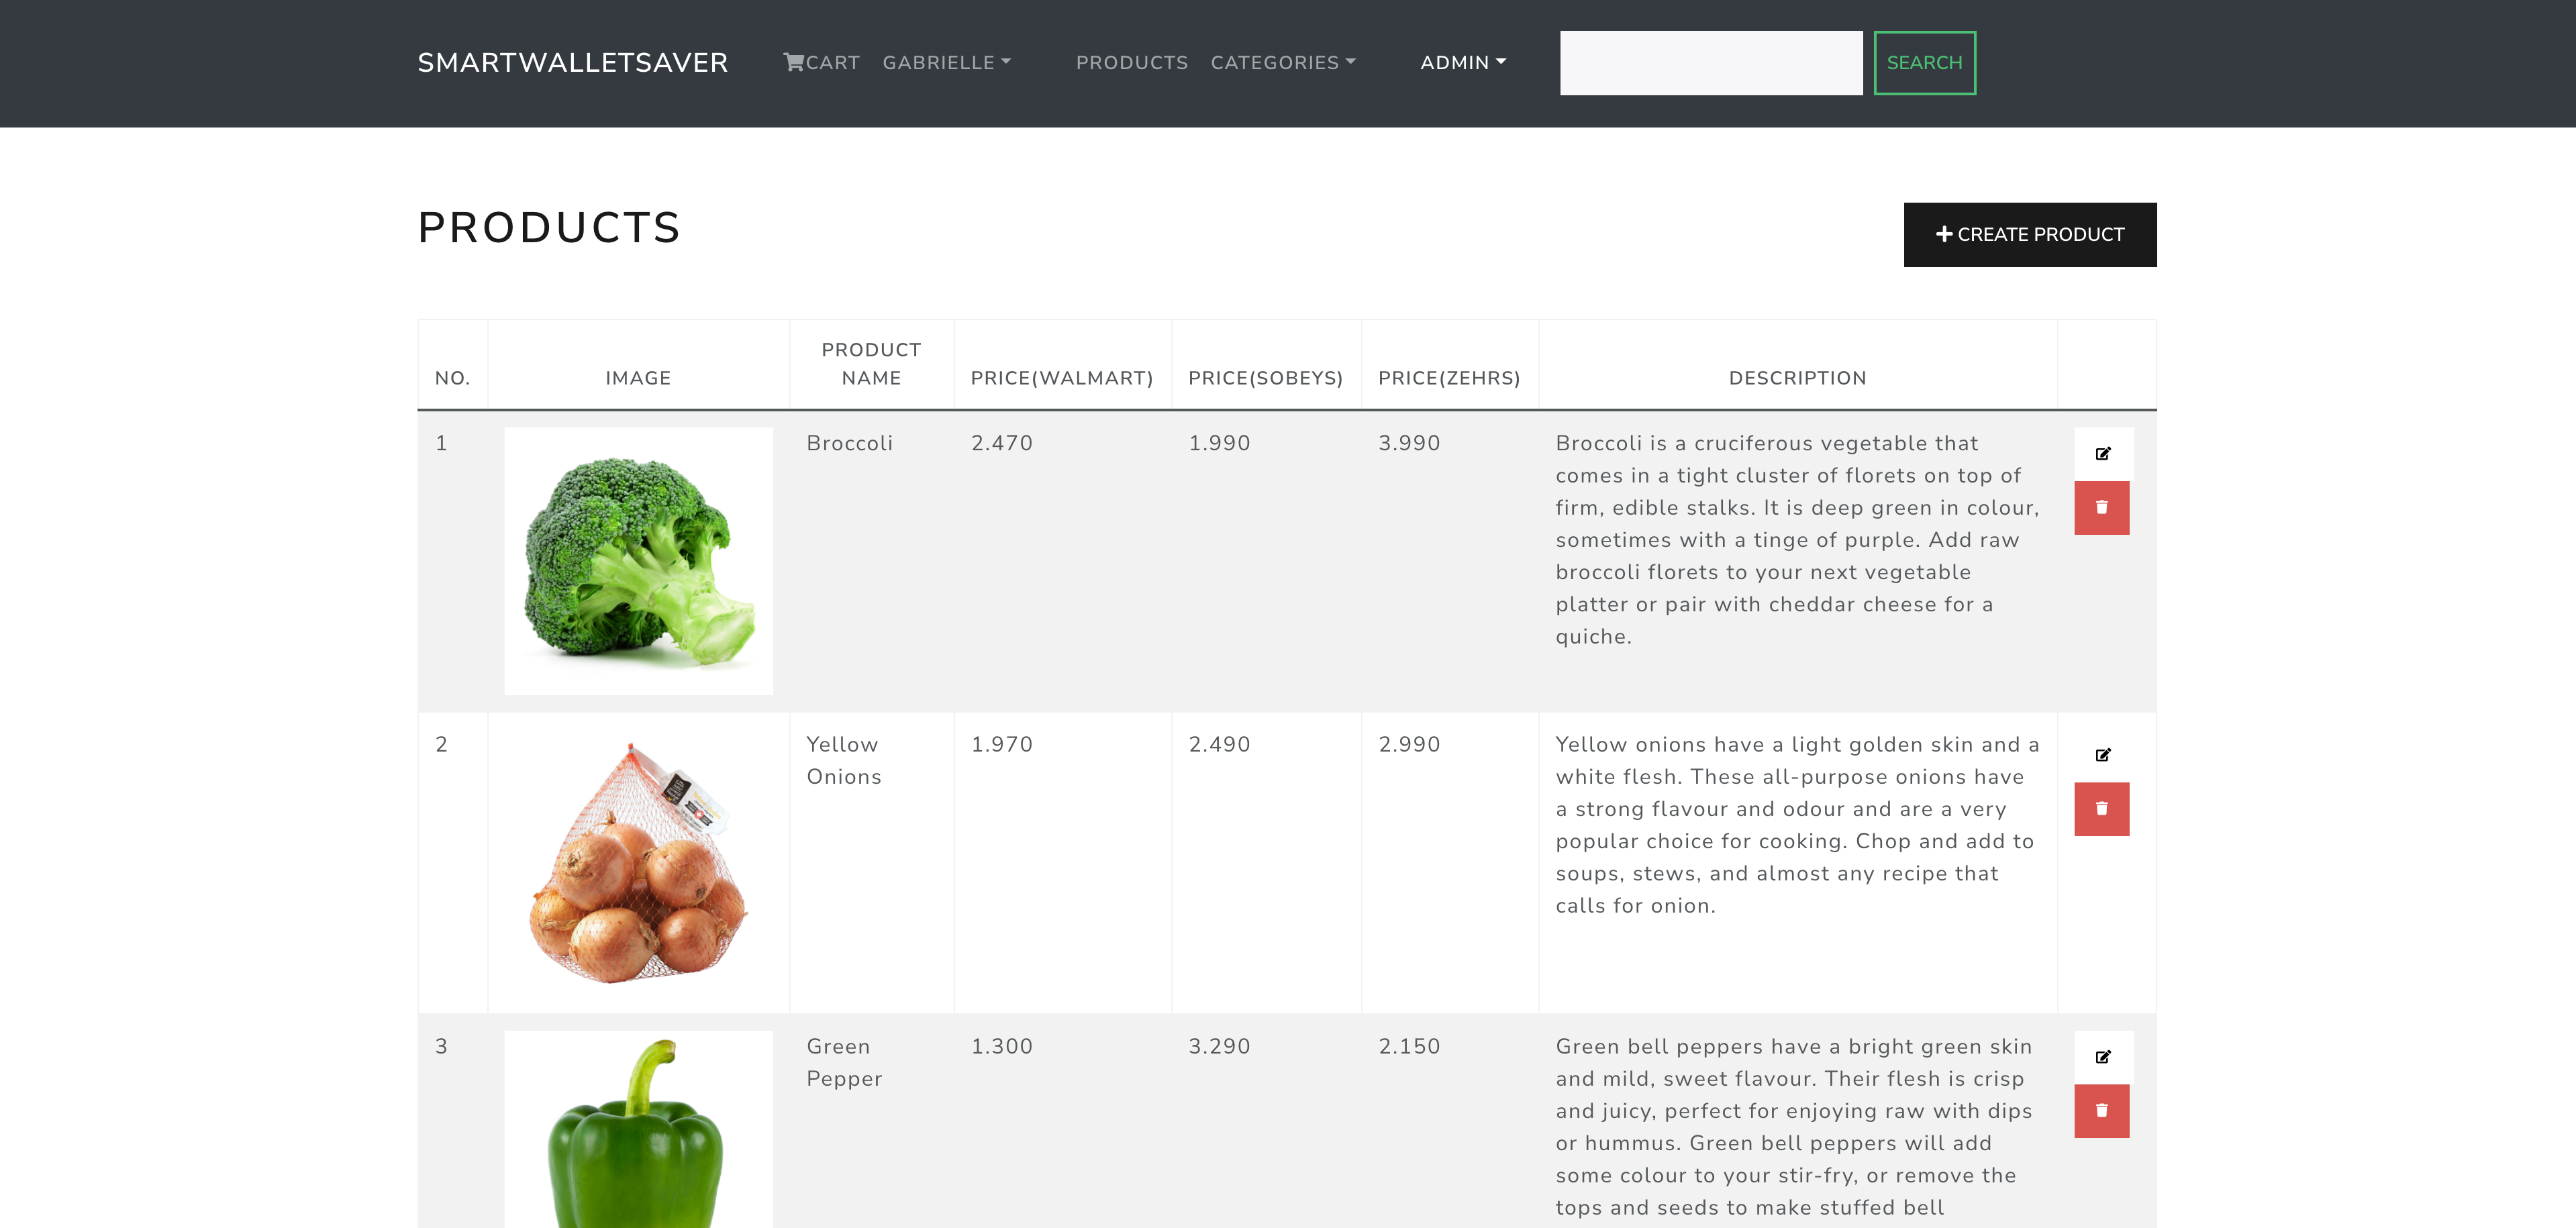 SMARTWALLETSAVER CART GABRIELLE PRODUCTS CATEGORIES ADMIN SEARCH
PRODUCTS
CREATE PRODUCT
NO. IMAGE PRODUCT NAME PRICE(WALMART) PRICE(SOBEYS) PRICE(ZEHRS) DESCRIPTION
1 Broccoli 2.470 1.990 3.990
Broccoli is a cruciferous vegetable that
comes in a tight cluster of florets on top of
firm, edible stalks. It is deep green in colour,
sometimes with a tinge of purple. Add raw
broccoli florets to your next vegetable
platter or pair with cheddar cheese for a
quiche.
2 Yellow Onions 1.970 2.490 2.990
Yellow onions have a light golden skin and a
white flesh. These all-purpose onions have
a strong flavour and odour and are a very
popular choice for cooking. Chop and add to
soups, stews, and almost any recipe that
calls for onion.
3 Green Pepper 1.300 3.290 2.150
Green bell peppers have a bright green skin
and mild, sweet flavour. Their flesh is crisp
and juicy, perfect for enjoying raw with dips
or hummus. Green bell peppers will add
some colour to your stir-fry, or remove the
tops and seeds to make stuffed bell